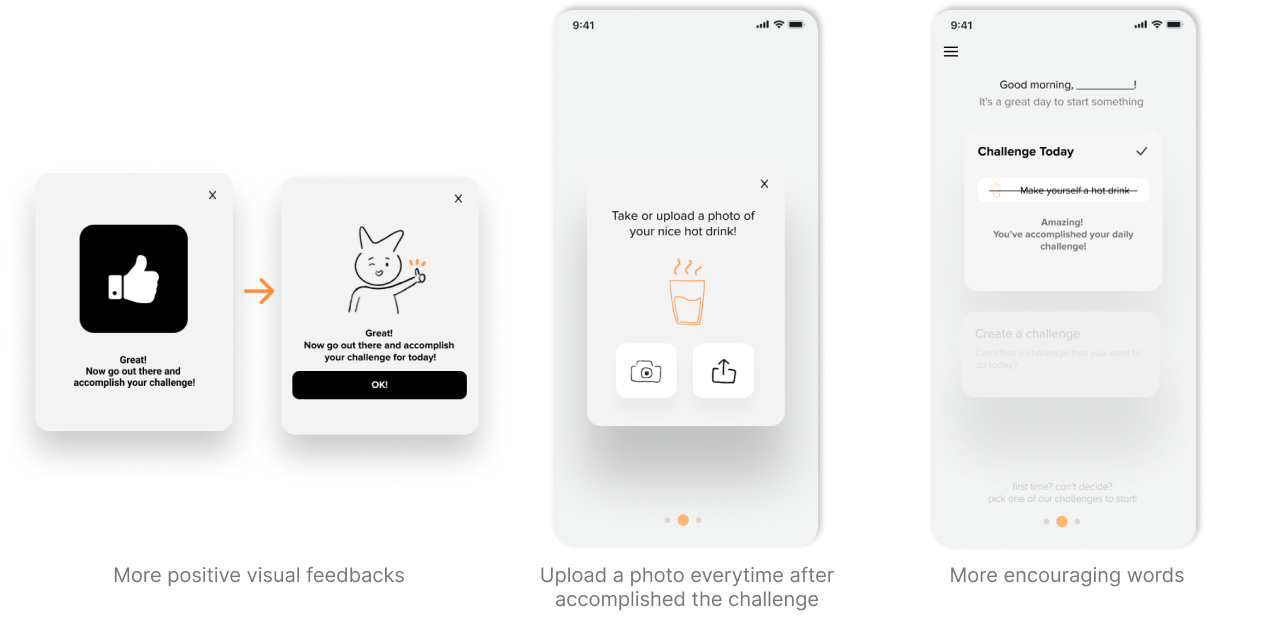 X
Great!
Now go out there and
accomplish your challenge!
X
Great!
Now go out there and accomplish
your challenge for today!
OK!
More positive visual feedbacks
9:41
X
Take or upload a photo of
your nice hot drink!
Upload a photo everytime after
accomplished the challenge
9:41
Good morning, __________!
It's a great day to start something
Challenge Today
Make yourself a hot drink
Amazing!
You've accomplished your daily
challenge!
Create a challenge
Can't find a challenge that you want to
do today?
first time? can't decide?
pick one of our challenges to start!
More encouraging words